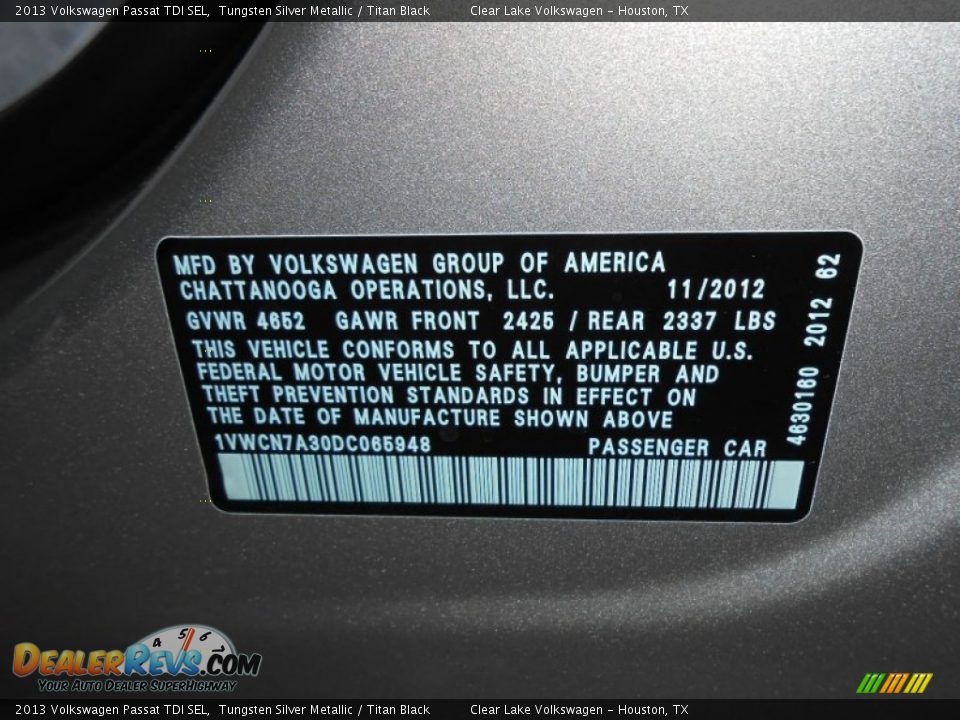 2013 Volkswagen Passat TDI SEL,  Tungsten Silver Metallic / Titan Black    Clear Lake Volkswagen - Houston, TX
MFD BY VOLKSWAGEN GROUP OF AMERICA
CHATTANOOGA OPERATIONS, LLC.    11/2012
GVWR 4652  GAWR FRONT  2425 / REAR 2337 LBS
THIS VEHICLE CONFORMS TO ALL APPLICABLE U.S.
FEDERAL MOTOR VEHICLE SAFETY, BUMPER AND
THEFT PREVENTION STANDARDS IN EFFECT ON
THE DATE OF MANUFACTURE SHOWN ABOVE
1VWCN7A30DC065948    PASSENGER CAR
4630160 2012 62
4 5 6
DEALERREVS.COM
YOUR AUTO DEALER SUPERHIGHWAY
2013 Volkswagen Passat TDI SEL,  Tungsten Silver Metallic / Titan Black    Clear Lake Volkswagen - Houston, TX